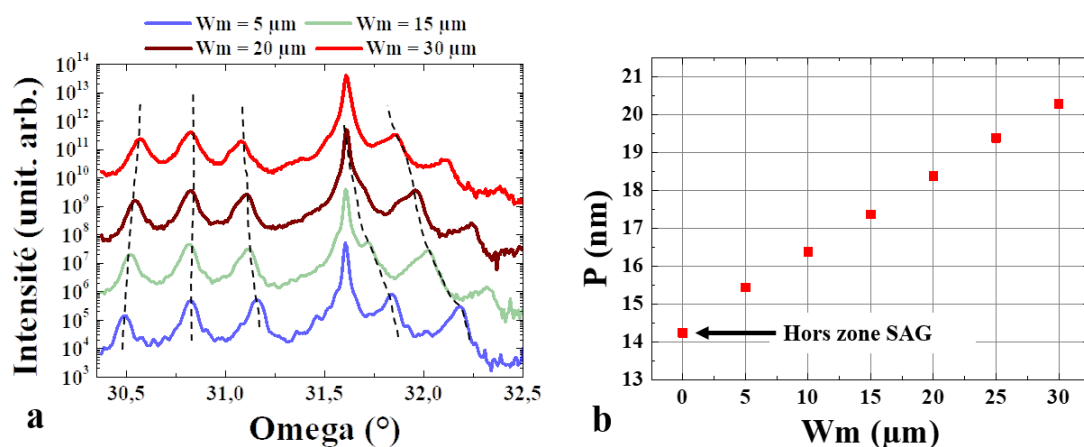 Wm = 5 µm Wm = 15 µm
Wm = 20 µm Wm = 30 µm
10^14
10^13
10^12
10^11
10^10
10^9
10^8
10^7
10^6
10^5
10^4
10^3
Intensité (unit. arb.)
30,5 31,0 31,5 32,0 32,5
Omega (°)
a
21
20
19
18
17
16
15
14
13
P (nm)
Hors zone SAG
0 5 10 15 20 25 30
Wm (µm)
b